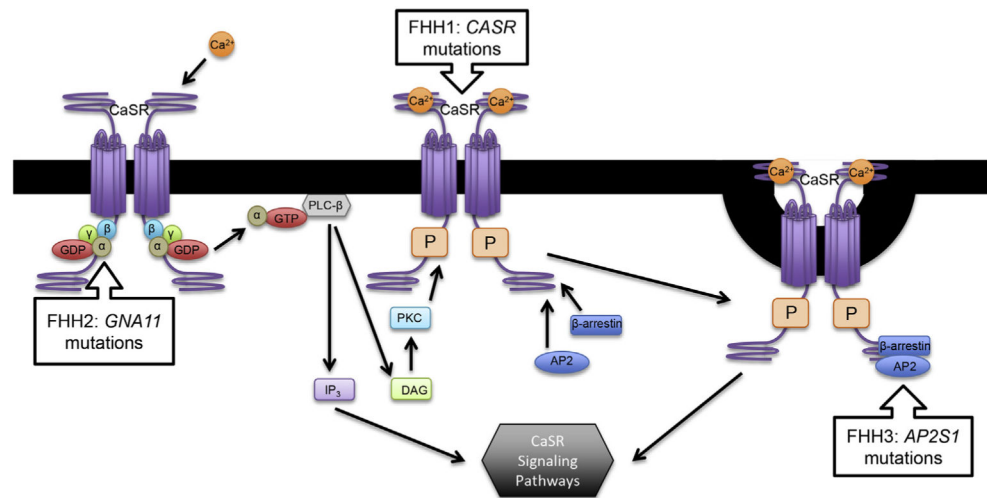 Ca²⁺
CaSR
γ
β
α
GDP
β
γ
α
GDP
FHH2: GNA11
mutations
α
GTP
PLC-β
FHH1: CASR
mutations
Ca²⁺
Ca²⁺
CaSR
P
P
PKC
IP₃
DAG
β-arrestin
AP2
CaSR
Signaling
Pathways
Ca²⁺
Ca²⁺
CaSR
P
P
β-arrestin
AP2
FHH3: AP2S1
mutations